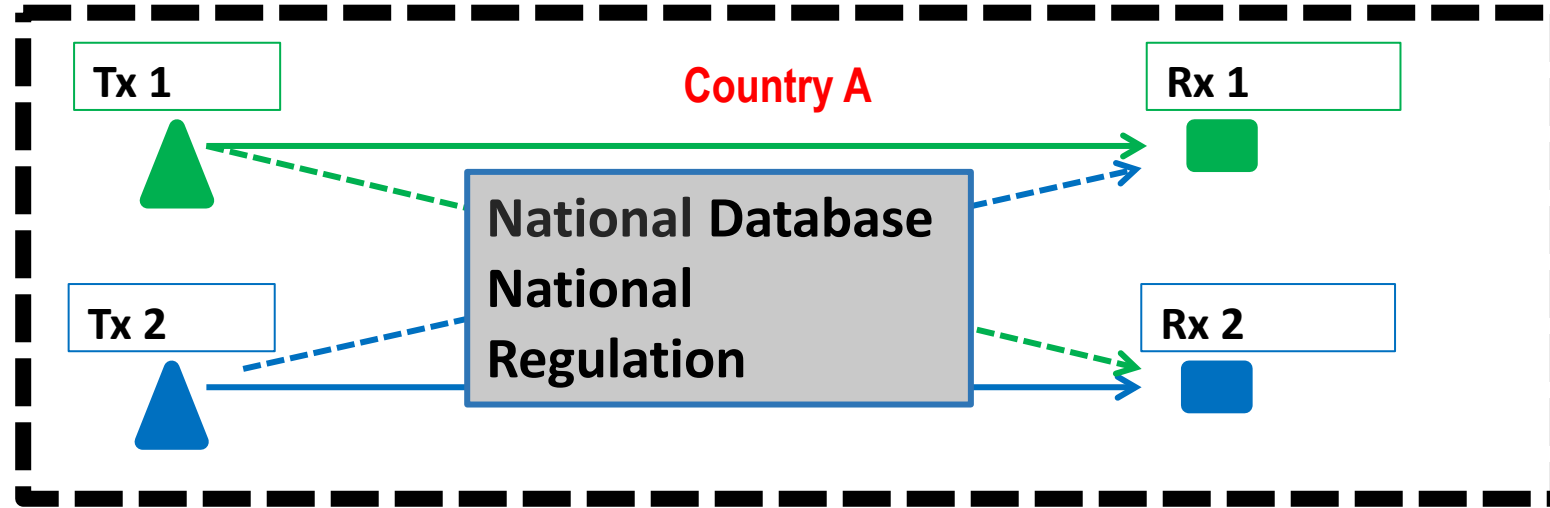 Tx 1
Country A
Rx 1
National Database
National
Regulation
Tx 2
Rx 2